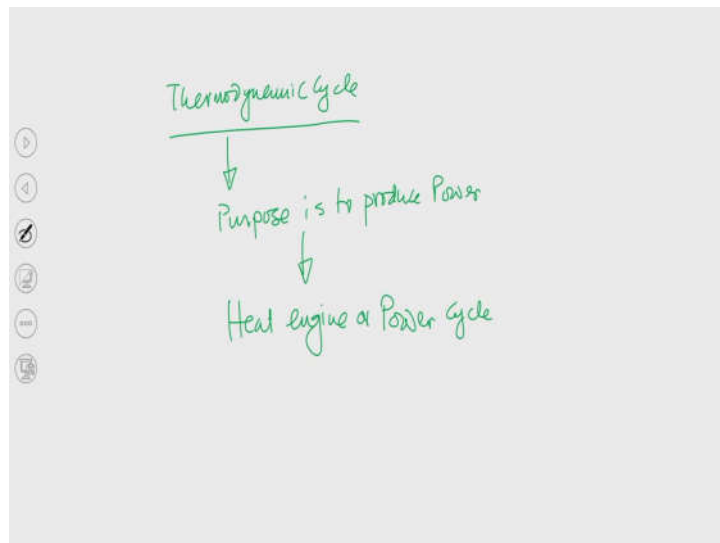 Thermodynamic Cycle
Purpose is to produce Power
Heat engine or Power Cycle